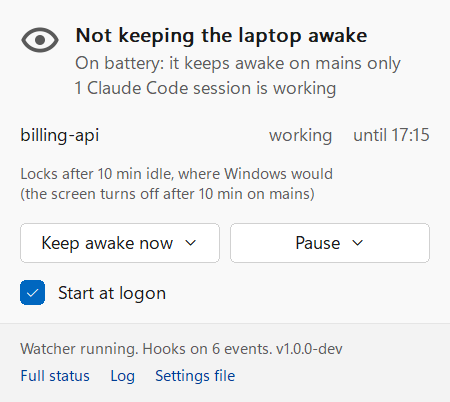 Not keeping the laptop awake
On battery: it keeps awake on mains only
1 Claude Code session is working
billing-api working until 17:15
Locks after 10 min idle, where Windows would
(the screen turns off after 10 min on mains)
Keep awake now Pause
Start at logon
Watcher running. Hooks on 6 events. v1.0.0-dev
Full status Log Settings file